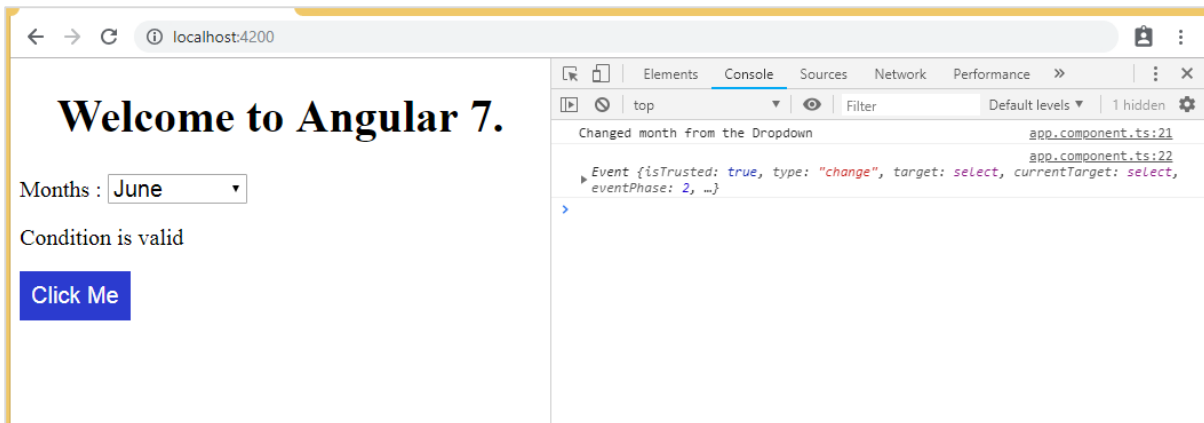 localhost:4200
Welcome to Angular 7.
Months : June
Condition is valid
Click Me
Elements Console Sources Network Performance »
top Filter Default levels ▼ 1 hidden
Changed month from the Dropdown app.component.ts:21
app.component.ts:22
Event {isTrusted: true, type: "change", target: select, currentTarget: select,
eventPhase: 2, …}